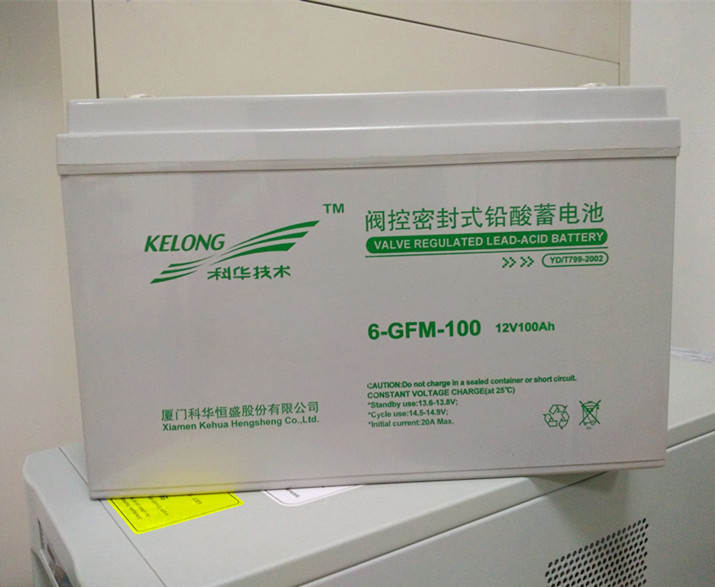 KELONG
TM
科华技术
阀控密封式铅酸蓄电池
VALVE REGULATED LEAD-ACID BATTERY
YD/T799-2002
6-GFM-100 12V100Ah
厦门科华恒盛股份有限公司
Xiamen Kehua Hengsheng Co.,Ltd.
CAUTION:Do not charge in a sealed container or short circuit.
CONSTANT VOLTAGE CHARGE(at 25℃)
*Standby use:13.6-13.8V;
*Cycle use:14.5-14.9V;
*Initial current:20A Max.